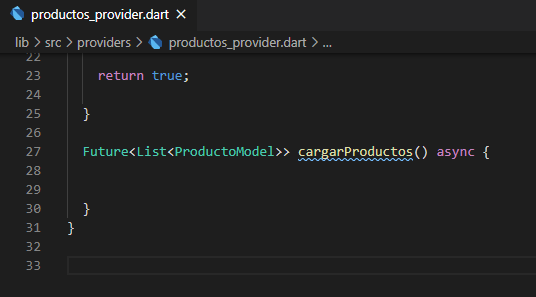 productos_provider.dart ×
lib > src > providers > productos_provider.dart > ...
22
23 return true;
24
25 }
26
27 Future<List<ProductoModel>> cargarProductos() async {
28
29
30 }
31 }
32
33